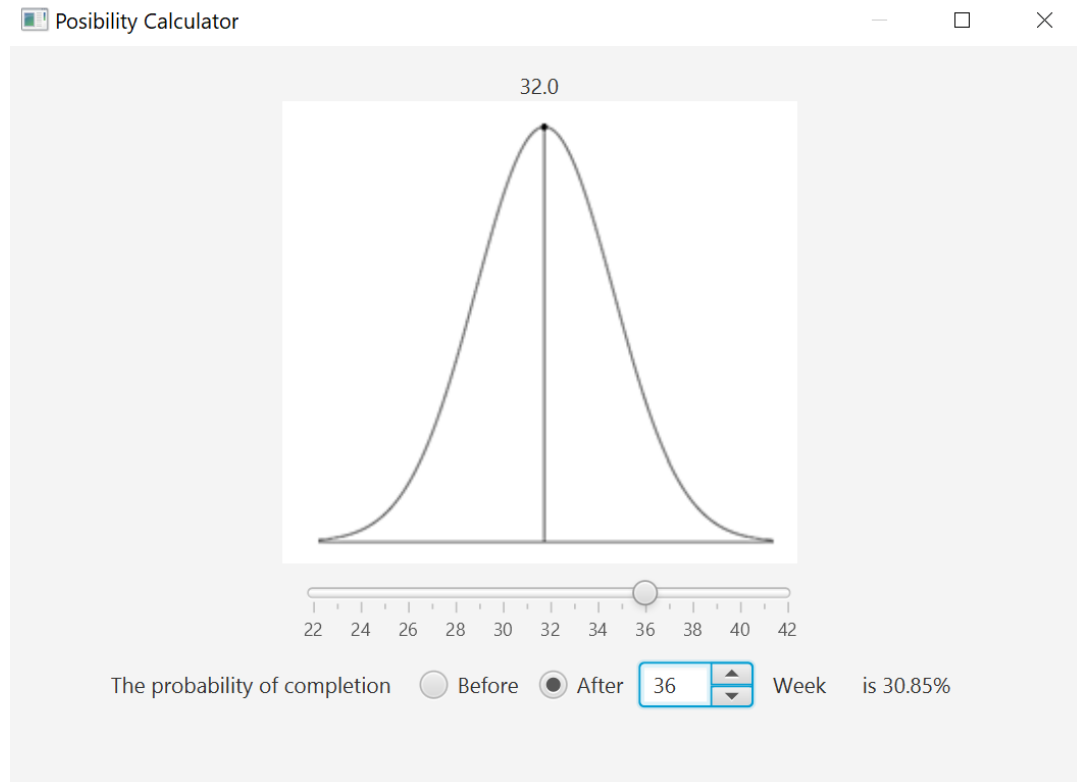 Posibility Calculator
32.0
22 24 26 28 30 32 34 36 38 40 42
The probability of completion Before After 36 Week is 30.85%